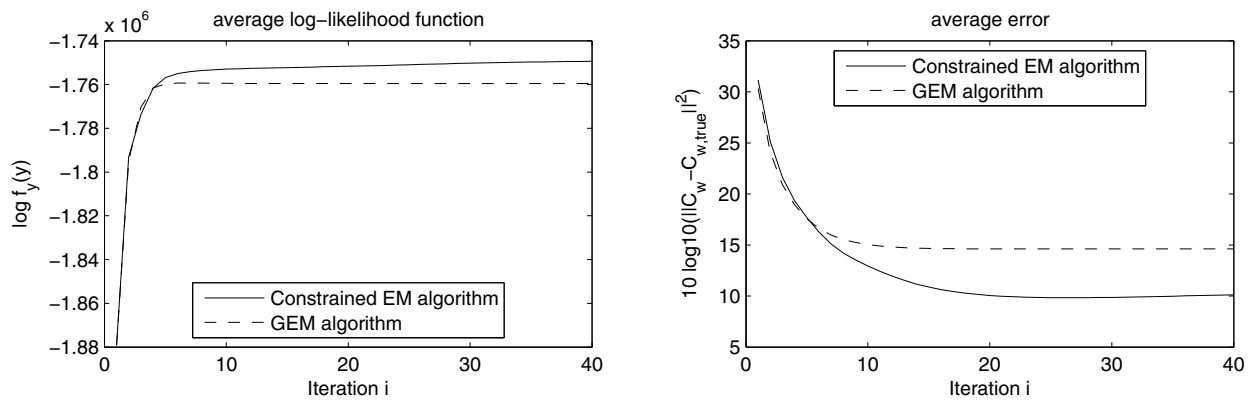 average log−likelihood function
x 10^6
−1.74
−1.76
−1.78
−1.8
−1.82
−1.84
−1.86
−1.88
log f_y(y)
Constrained EM algorithm
GEM algorithm
0 10 20 30 40
Iteration i
average error
35
30
25
20
15
10
5
10 log10(||C_w−C_w,true||^2)
Constrained EM algorithm
GEM algorithm
0 10 20 30 40
Iteration i